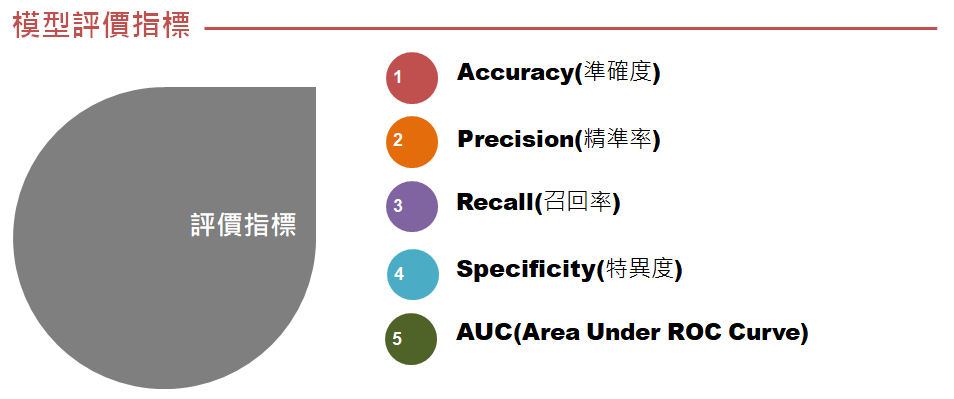 模型評價指標
評價指標
1 Accuracy(準確度)
2 Precision(精準率)
3 Recall(召回率)
4 Specificity(特異度)
5 AUC(Area Under ROC Curve)